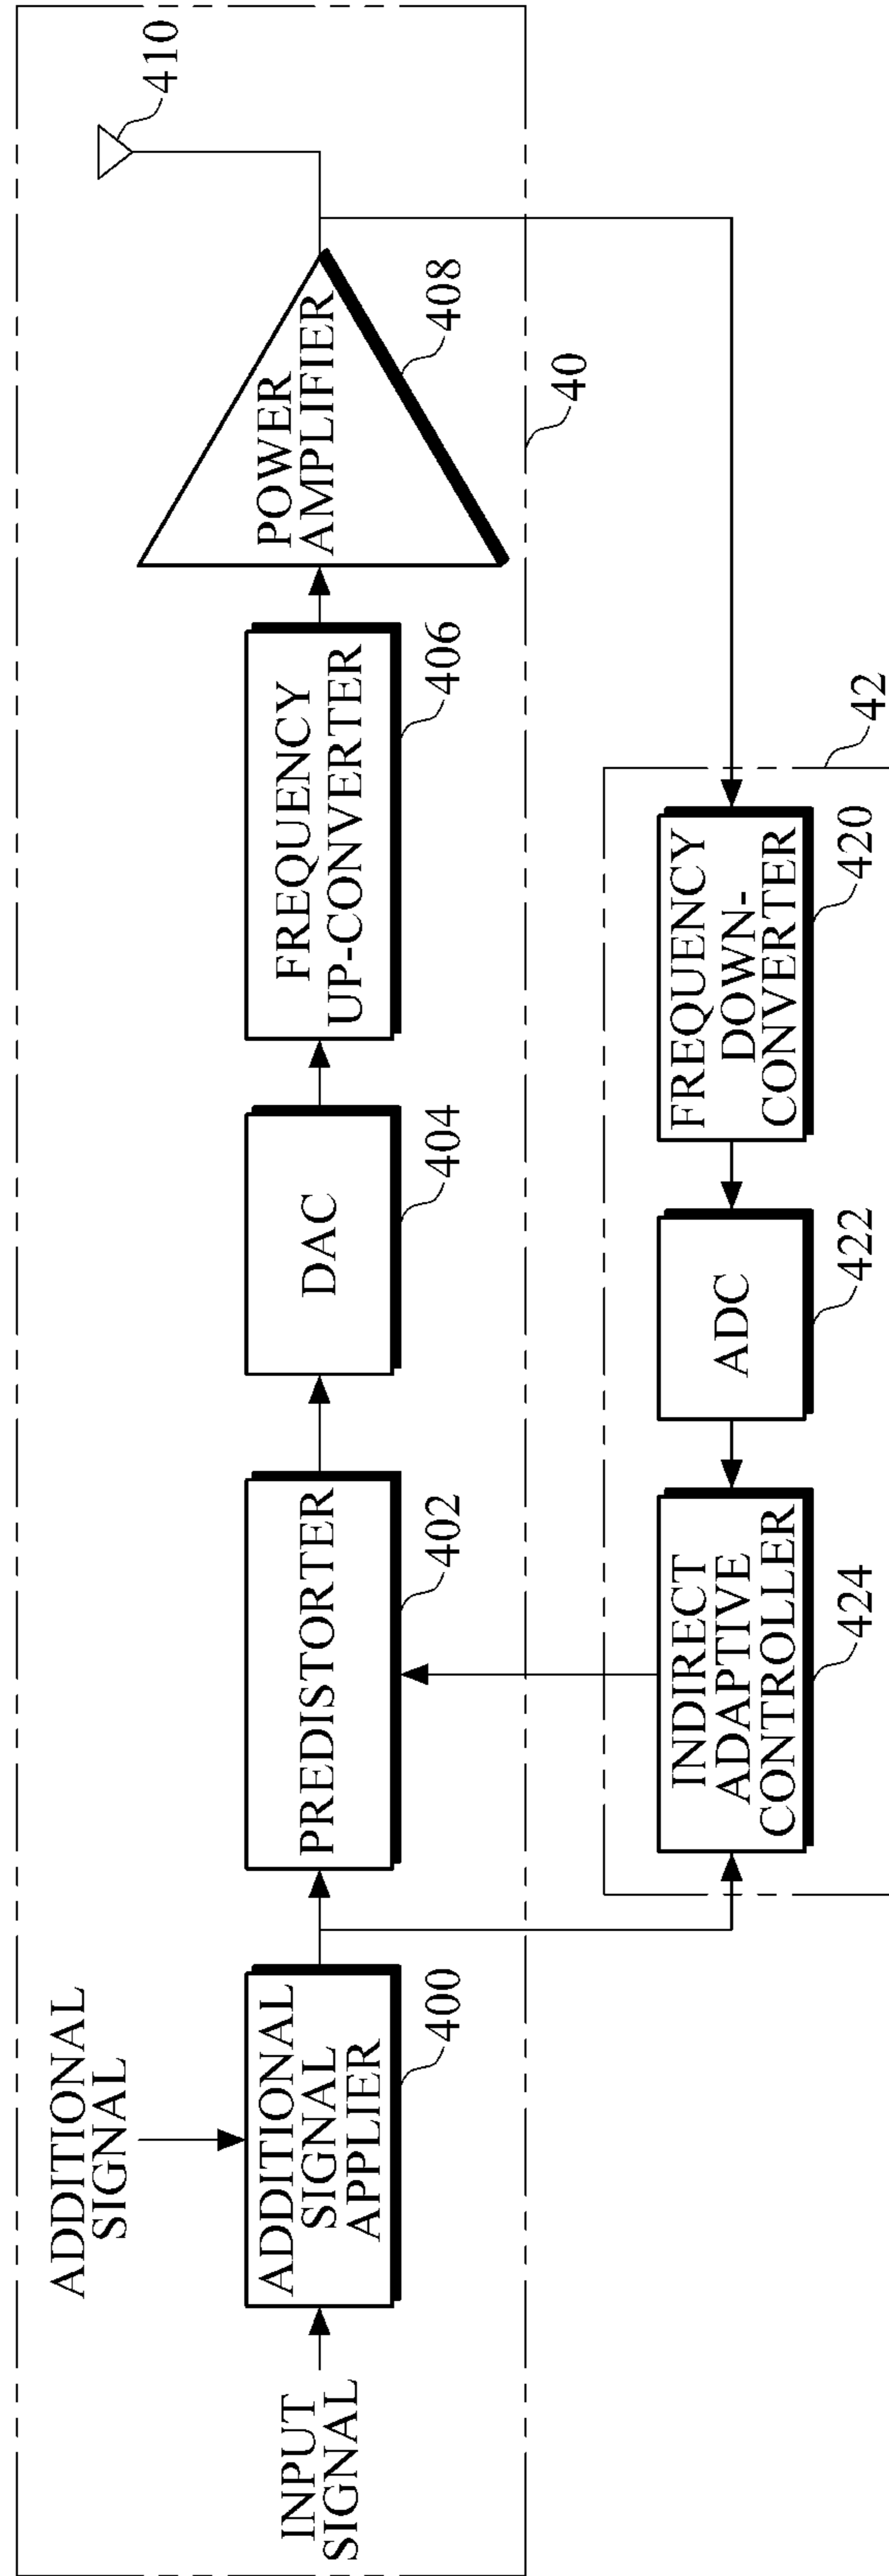 ADDITIONAL
SIGNAL
INPUT
SIGNAL
ADDITIONAL
SIGNAL
APPLIER
400
PREDISTORTER
402
DAC
404
FREQUENCY
UP-CONVERTER
406
POWER
AMPLIFIER
408
410
40
INDIRECT
ADAPTIVE
CONTROLLER
424
ADC
422
FREQUENCY
DOWN-
CONVERTER
420
42